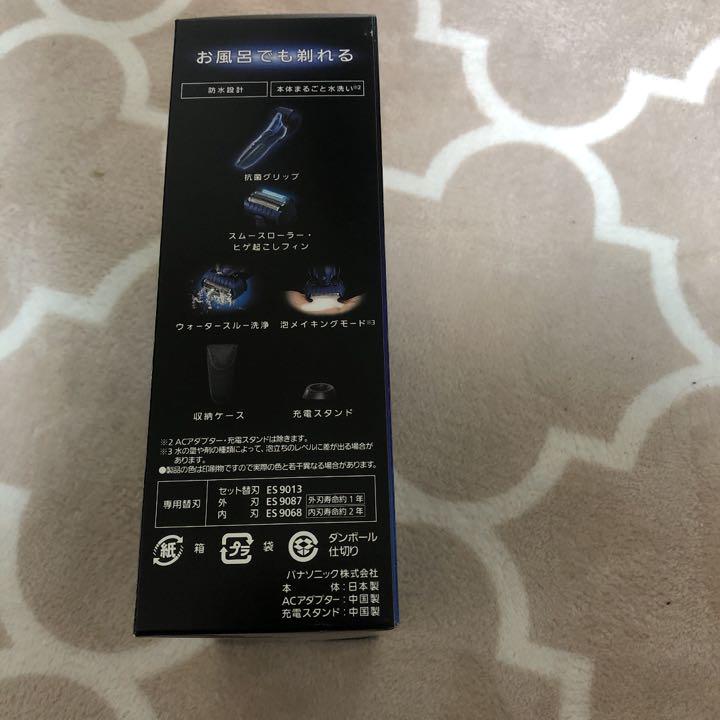 お風呂でも剃れる
防水設計 本体まるごと水洗い※2
抗菌グリップ
スムースローラー・
ヒゲ起こしフィン
ウォータースルー洗浄 泡メイキングモード※3
収納ケース 充電スタンド
※2 ACアダプター・充電スタンドは除きます。
※3 水の量や剤の種類によって、泡立ちのレベルに差が出る場合が
あります。
●製品の色は印刷物ですので実際の色と若干異なる場合があります。
専用替刃
セット替刃 ES9013
外 刃 ES9087 外刃寿命約1年
内 刃 ES9068 内刃寿命約2年
紙 箱 プラ 袋 ダンボール
仕切り
パナソニック株式会社
本 体:日本製
ACアダプター:中国製
充電スタンド:中国製